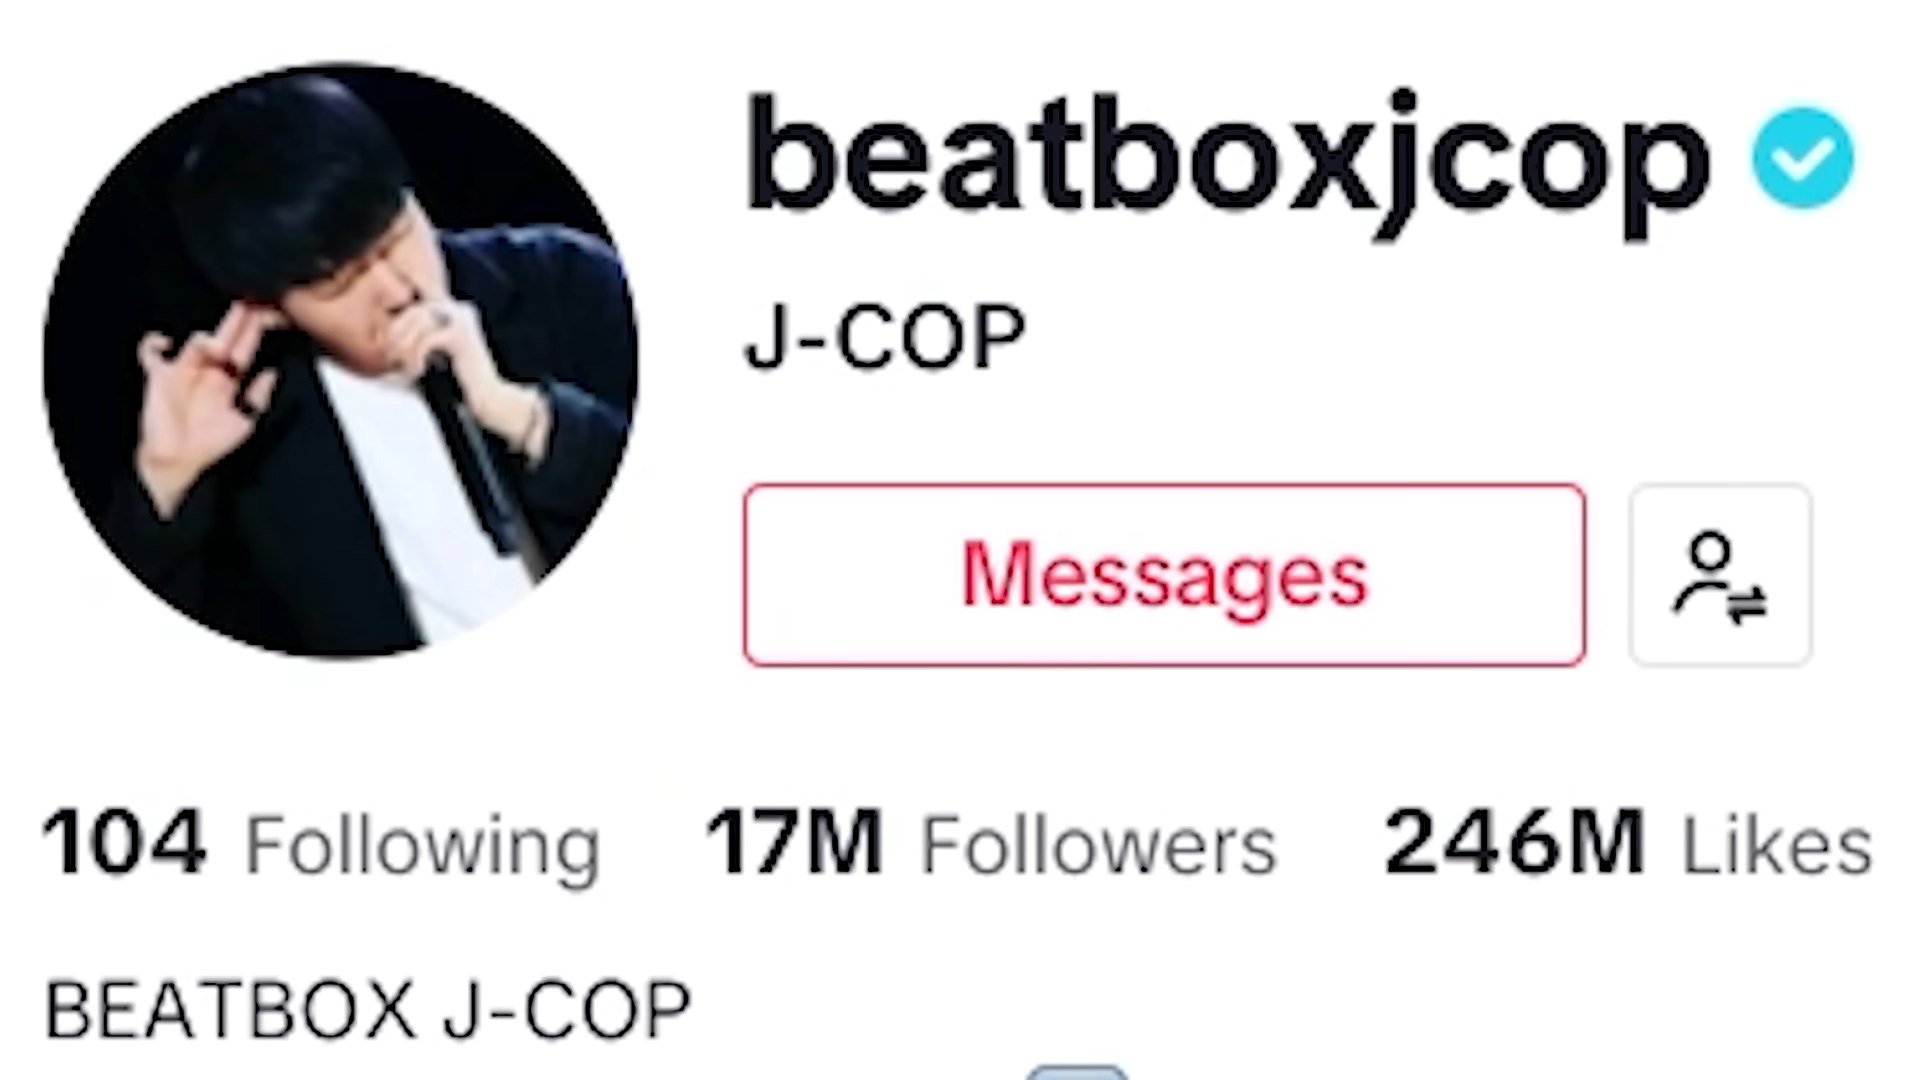 beatboxjcop
J-COP
Messages
104 Following 17M Followers 246M Likes
BEATBOX J-COP